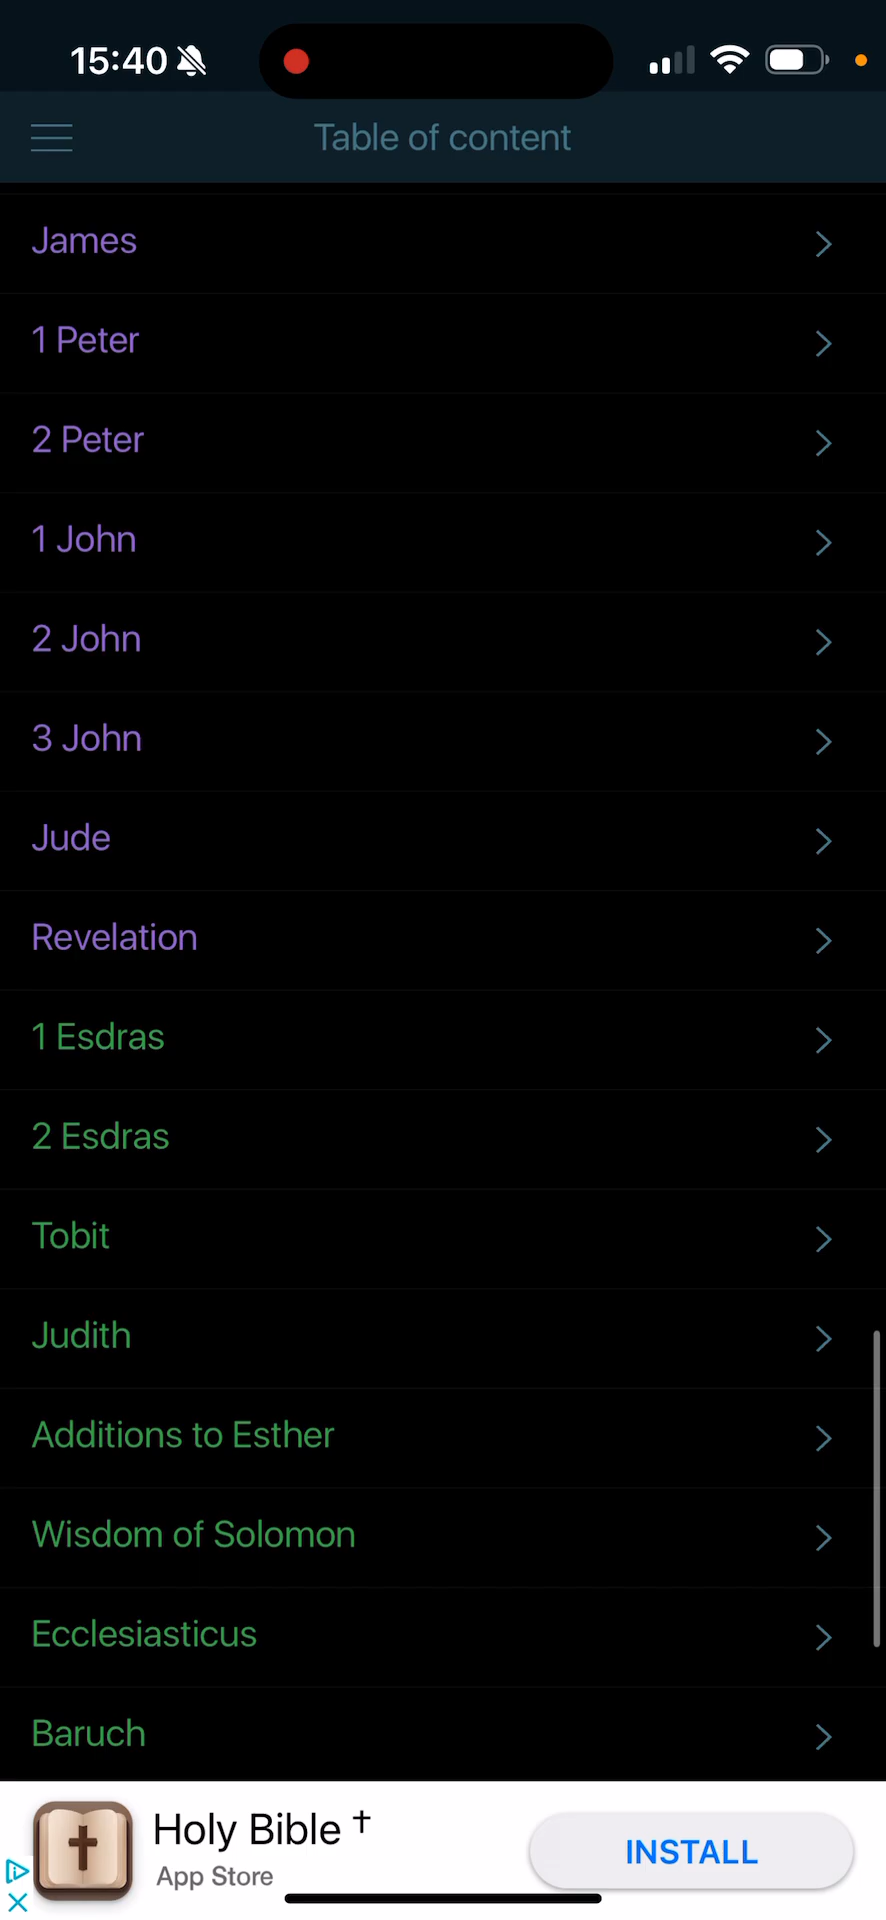 15:40
Table of content
James
1 Peter
2 Peter
1 John
2 John
3 John
Jude
Revelation
1 Esdras
2 Esdras
Tobit
Judith
Additions to Esther
Wisdom of Solomon
Ecclesiasticus
Baruch
Holy Bible ✝
App Store
INSTALL